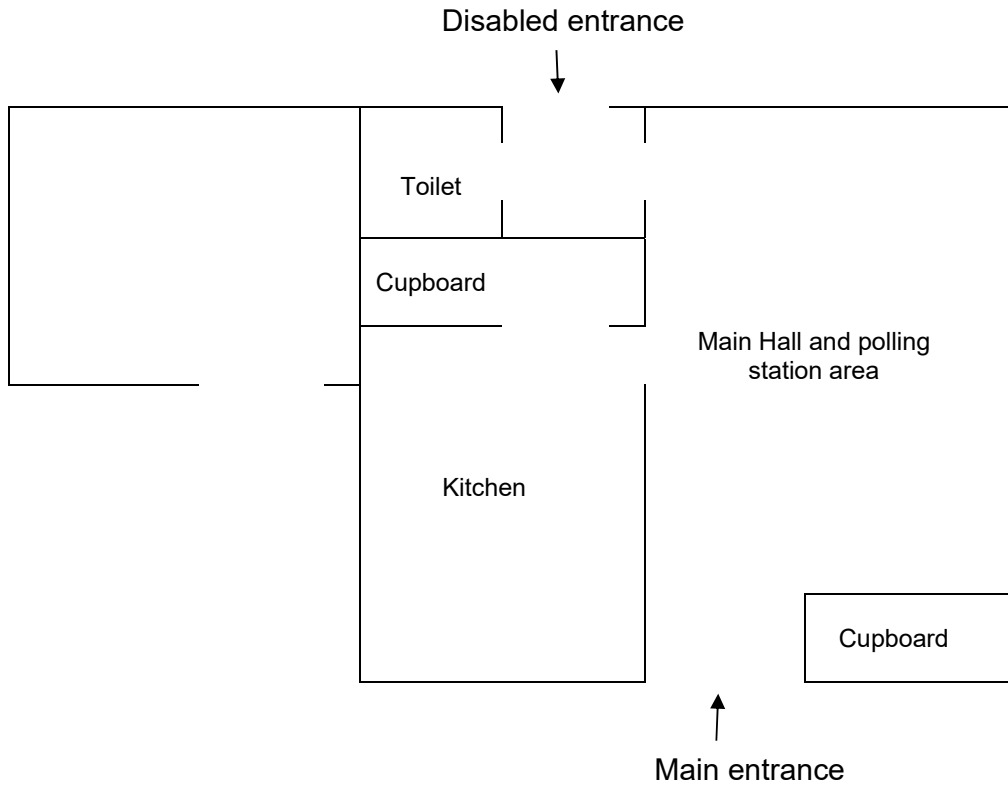 Disabled entrance
Toilet
Cupboard
Main Hall and polling
station area
Kitchen
Cupboard
Main entrance